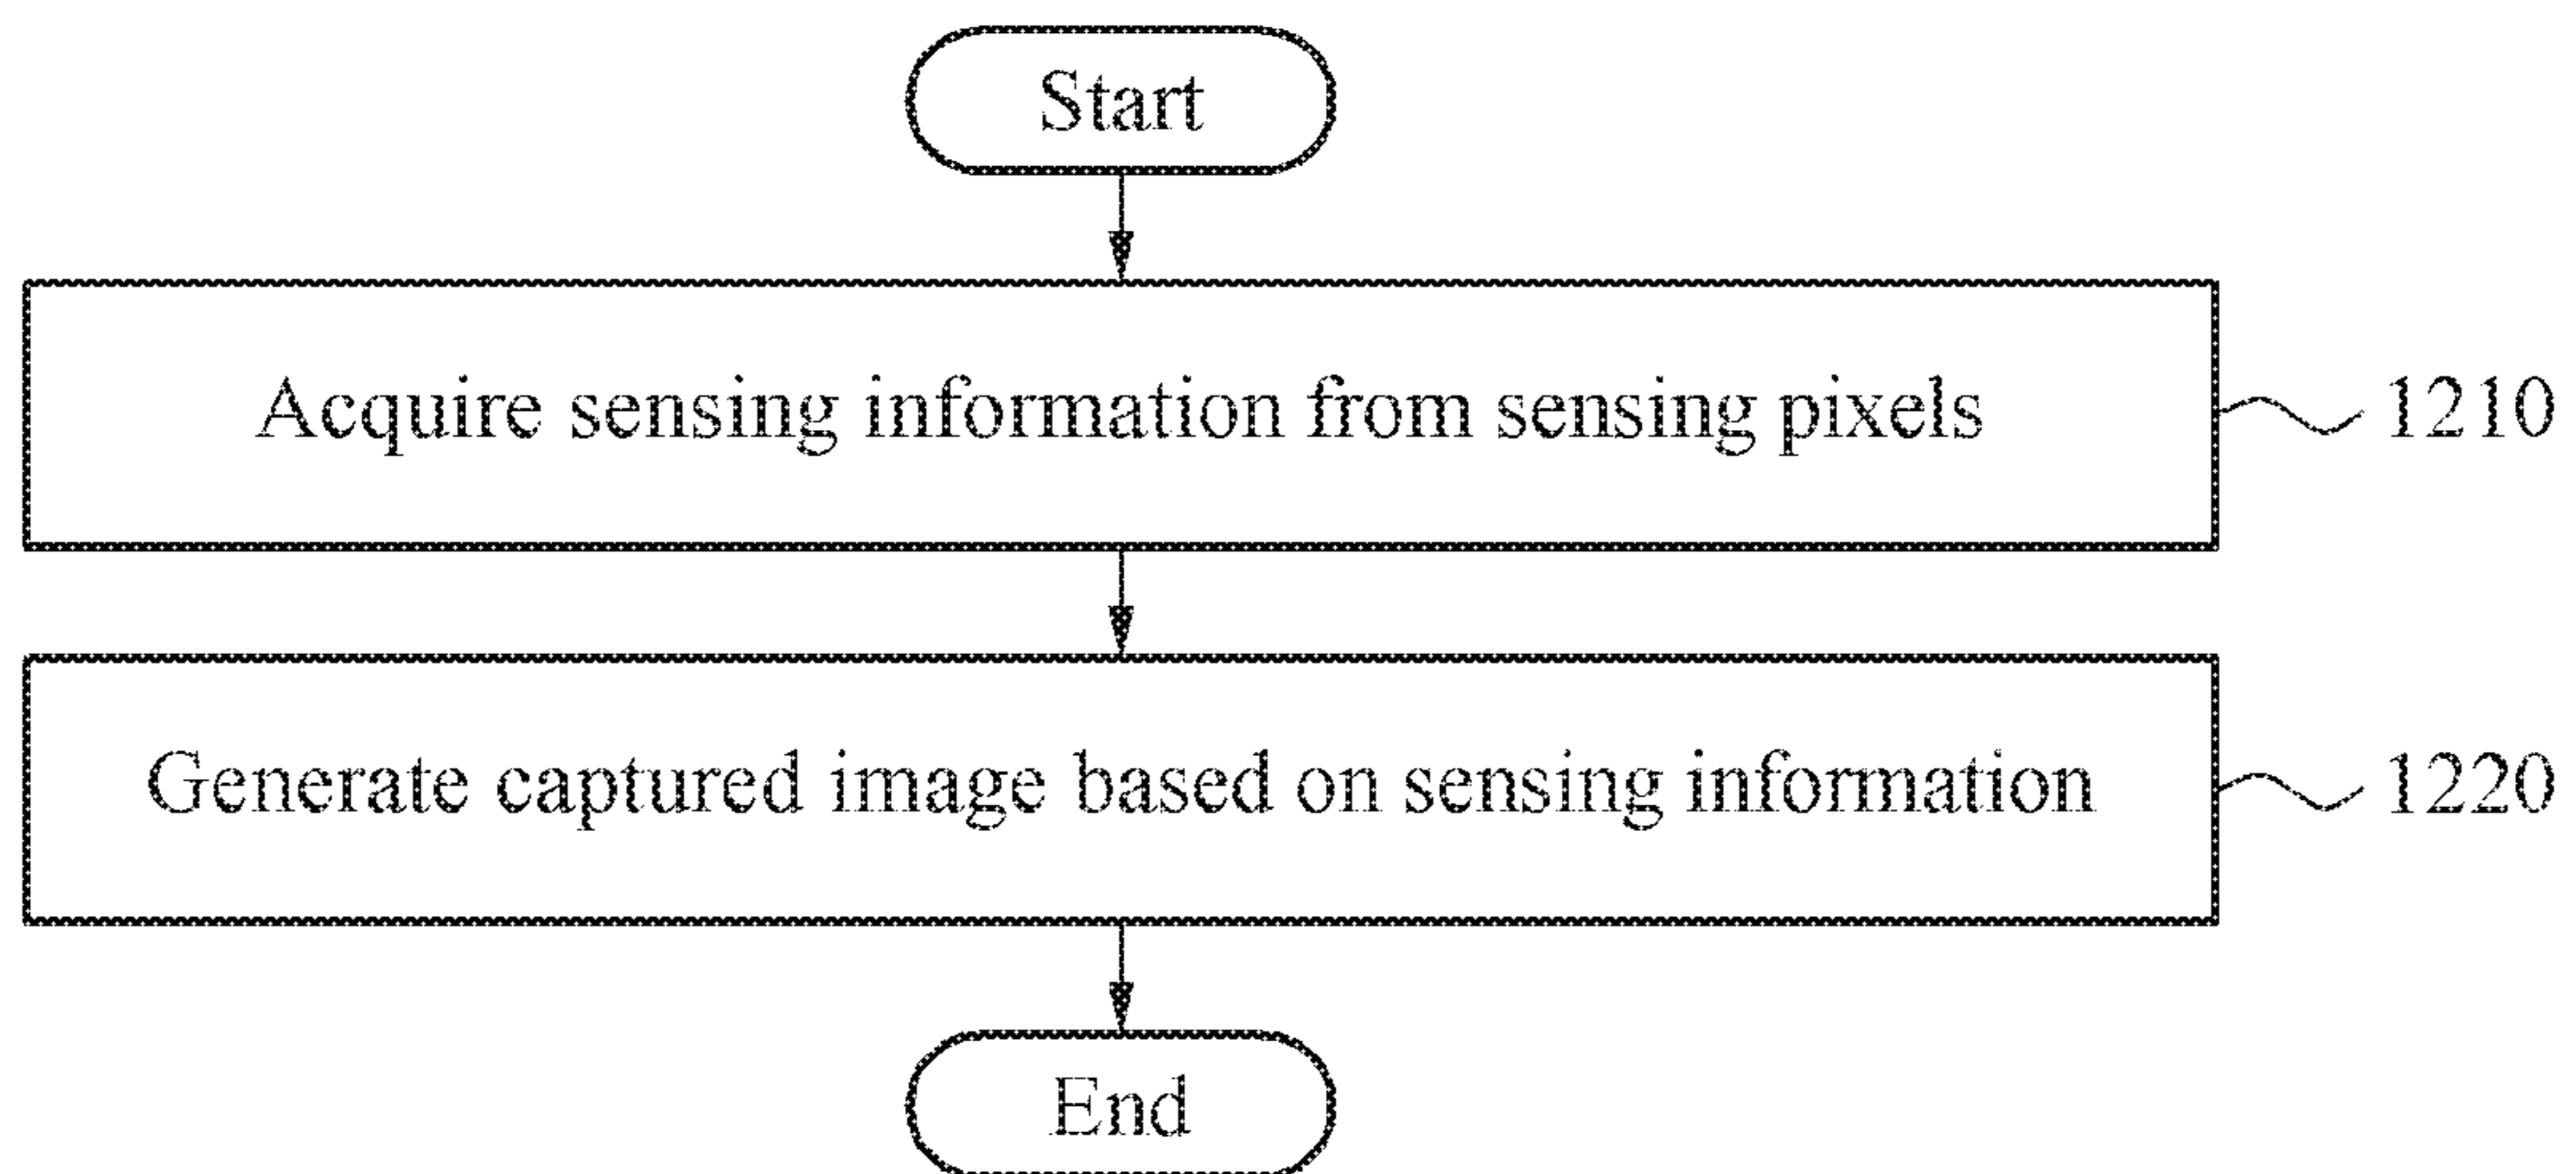 Start
Acquire sensing information from sensing pixels
1210
Generate captured image based on sensing information
1220
End